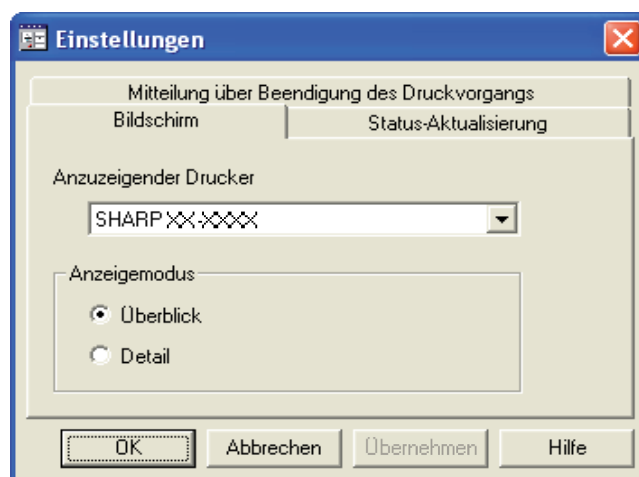 Einstellungen
Mitteilung über Beendigung des Druckvorgangs
Bildschirm
Status-Aktualisierung
Anzuzeigender Drucker
SHARP XX-XXXX
Anzeigemodus
Überblick
Detail
OK
Abbrechen
Übernehmen
Hilfe